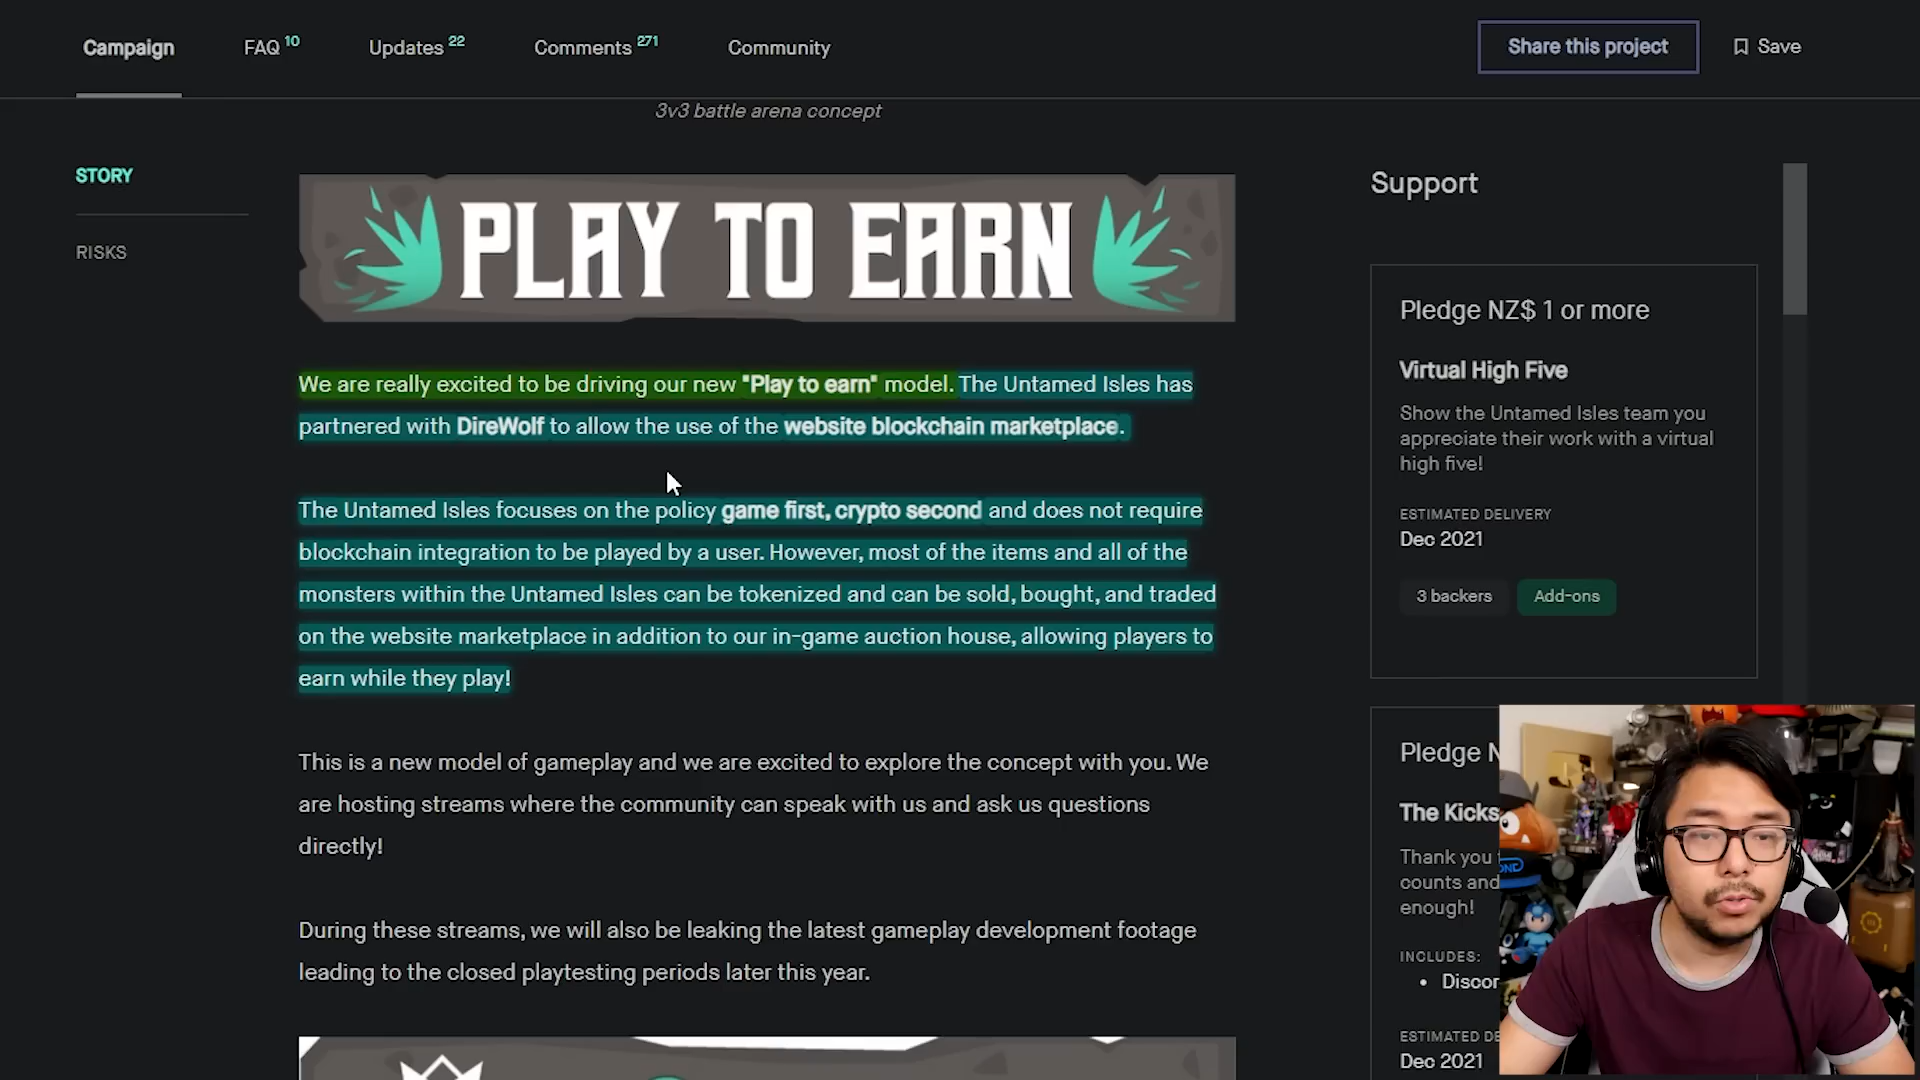 Campaign
FAQ 10
Updates 22
Comments 271
Community
Share this project
Save
3v3 battle arena concept
STORY
RISKS
PLAY TO EARN
We are really excited to be driving our new "Play to earn" model. The Untamed Isles has
partnered with DireWolf to allow the use of the website blockchain marketplace.
The Untamed Isles focuses on the policy game first, crypto second and does not require
blockchain integration to be played by a user. However, most of the items and all of the
monsters within the Untamed Isles can be tokenized and can be sold, bought, and traded
on the website marketplace in addition to our in-game auction house, allowing players to
earn while they play!
This is a new model of gameplay and we are excited to explore the concept with you. We
are hosting streams where the community can speak with us and ask us questions
directly!
During these streams, we will also be leaking the latest gameplay development footage
leading to the closed playtesting periods later this year.
Support
Pledge NZ$ 1 or more
Virtual High Five
Show the Untamed Isles team you
appreciate their work with a virtual
high five!
ESTIMATED DELIVERY
Dec 2021
3 backers
Add-ons
Pledge N
The Kicks
Thank you
counts and
enough!
INCLUDES:
• Discor
ESTIMATED DE
Dec 2021